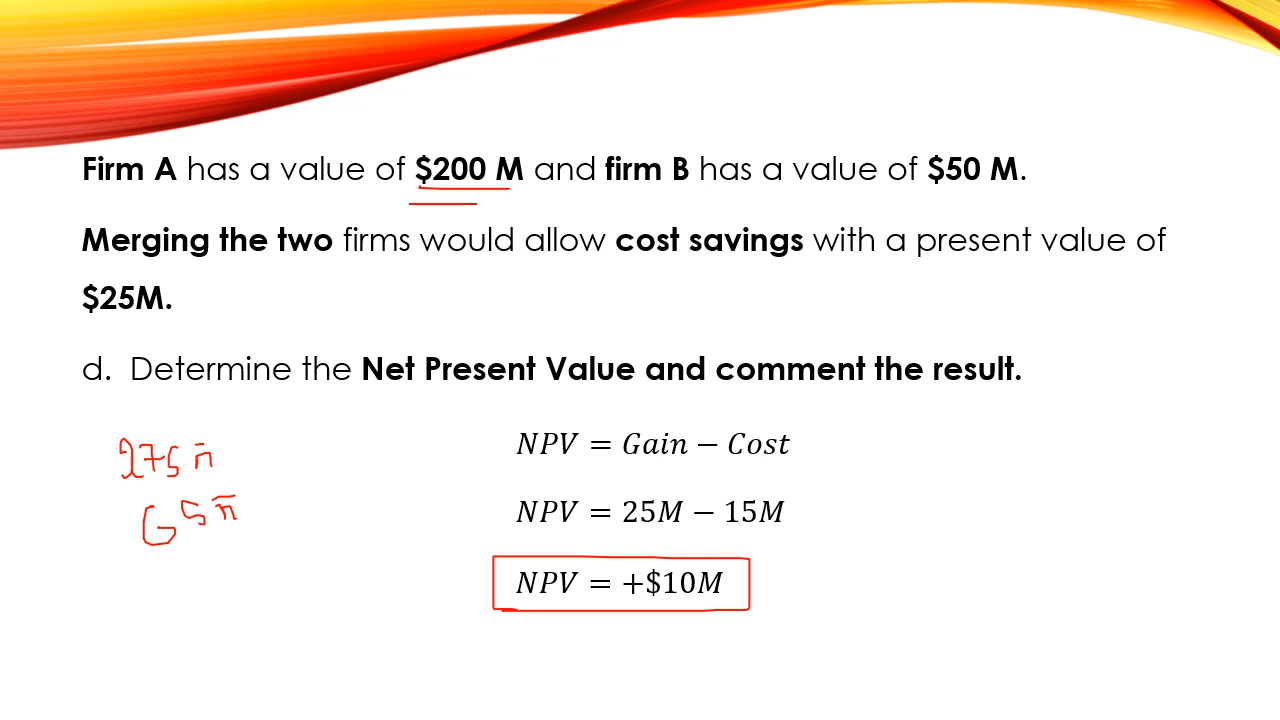 Firm A has a value of $200 M and firm B has a value of $50 M.
Merging the two firms would allow cost savings with a present value of
$25M.
d. Determine the Net Present Value and comment the result.
NPV = Gain − Cost
275
NPV = 25M − 15M
65
NPV = +$10M